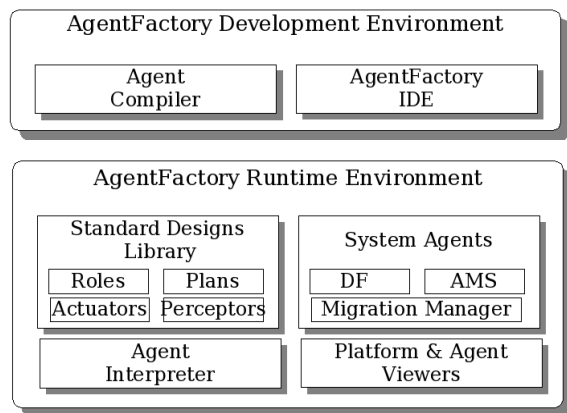 AgentFactory Development Environment
Agent
Compiler
AgentFactory
IDE
AgentFactory Runtime Environment
Standard Designs
Library
Roles
Plans
Actuators
Perceptors
System Agents
DF
AMS
Migration Manager
Agent
Interpreter
Platform & Agent
Viewers